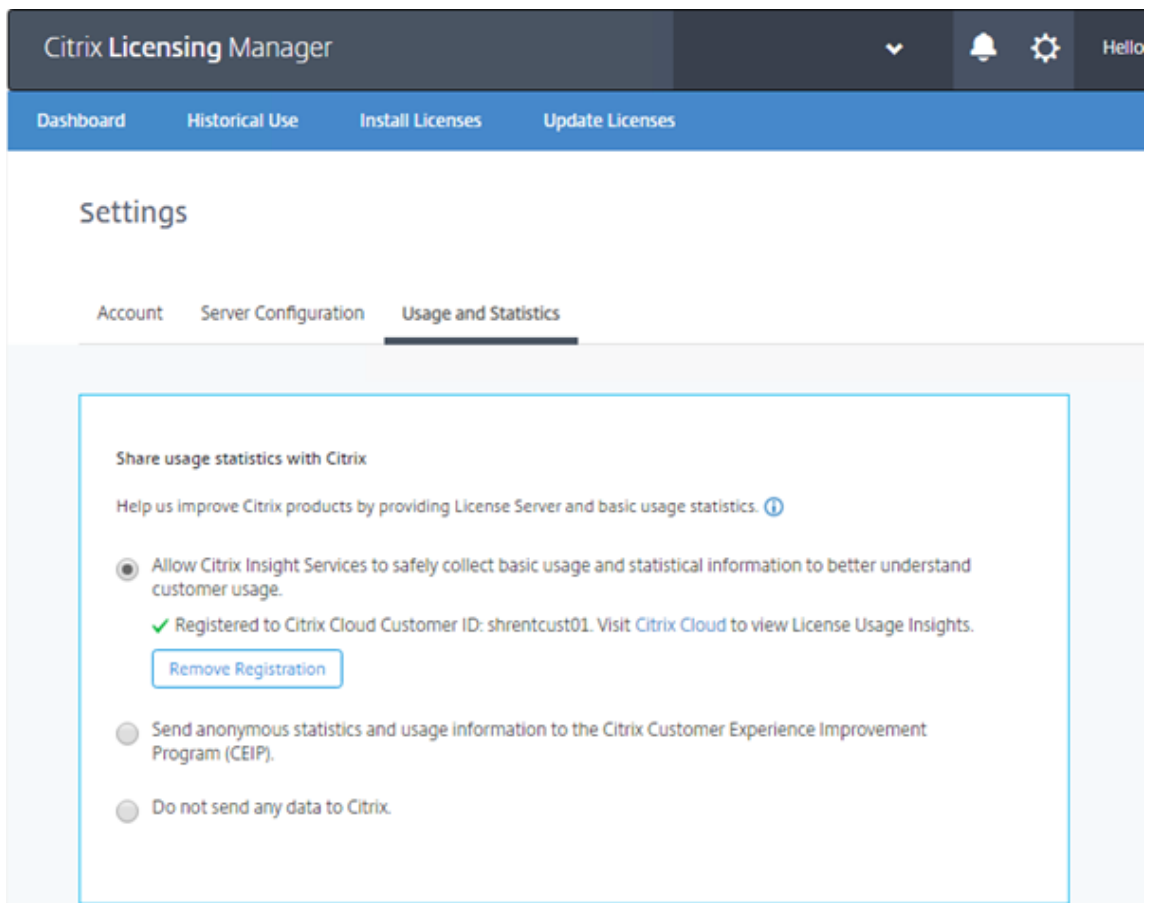 Citrix Licensing Manager
Hello
Dashboard Historical Use Install Licenses Update Licenses
Settings
Account Server Configuration Usage and Statistics
Share usage statistics with Citrix
Help us improve Citrix products by providing License Server and basic usage statistics.
Allow Citrix Insight Services to safely collect basic usage and statistical information to better understand
customer usage.
Registered to Citrix Cloud Customer ID: shrentcust01. Visit Citrix Cloud to view License Usage Insights.
Remove Registration
Send anonymous statistics and usage information to the Citrix Customer Experience Improvement
Program (CEIP).
Do not send any data to Citrix.